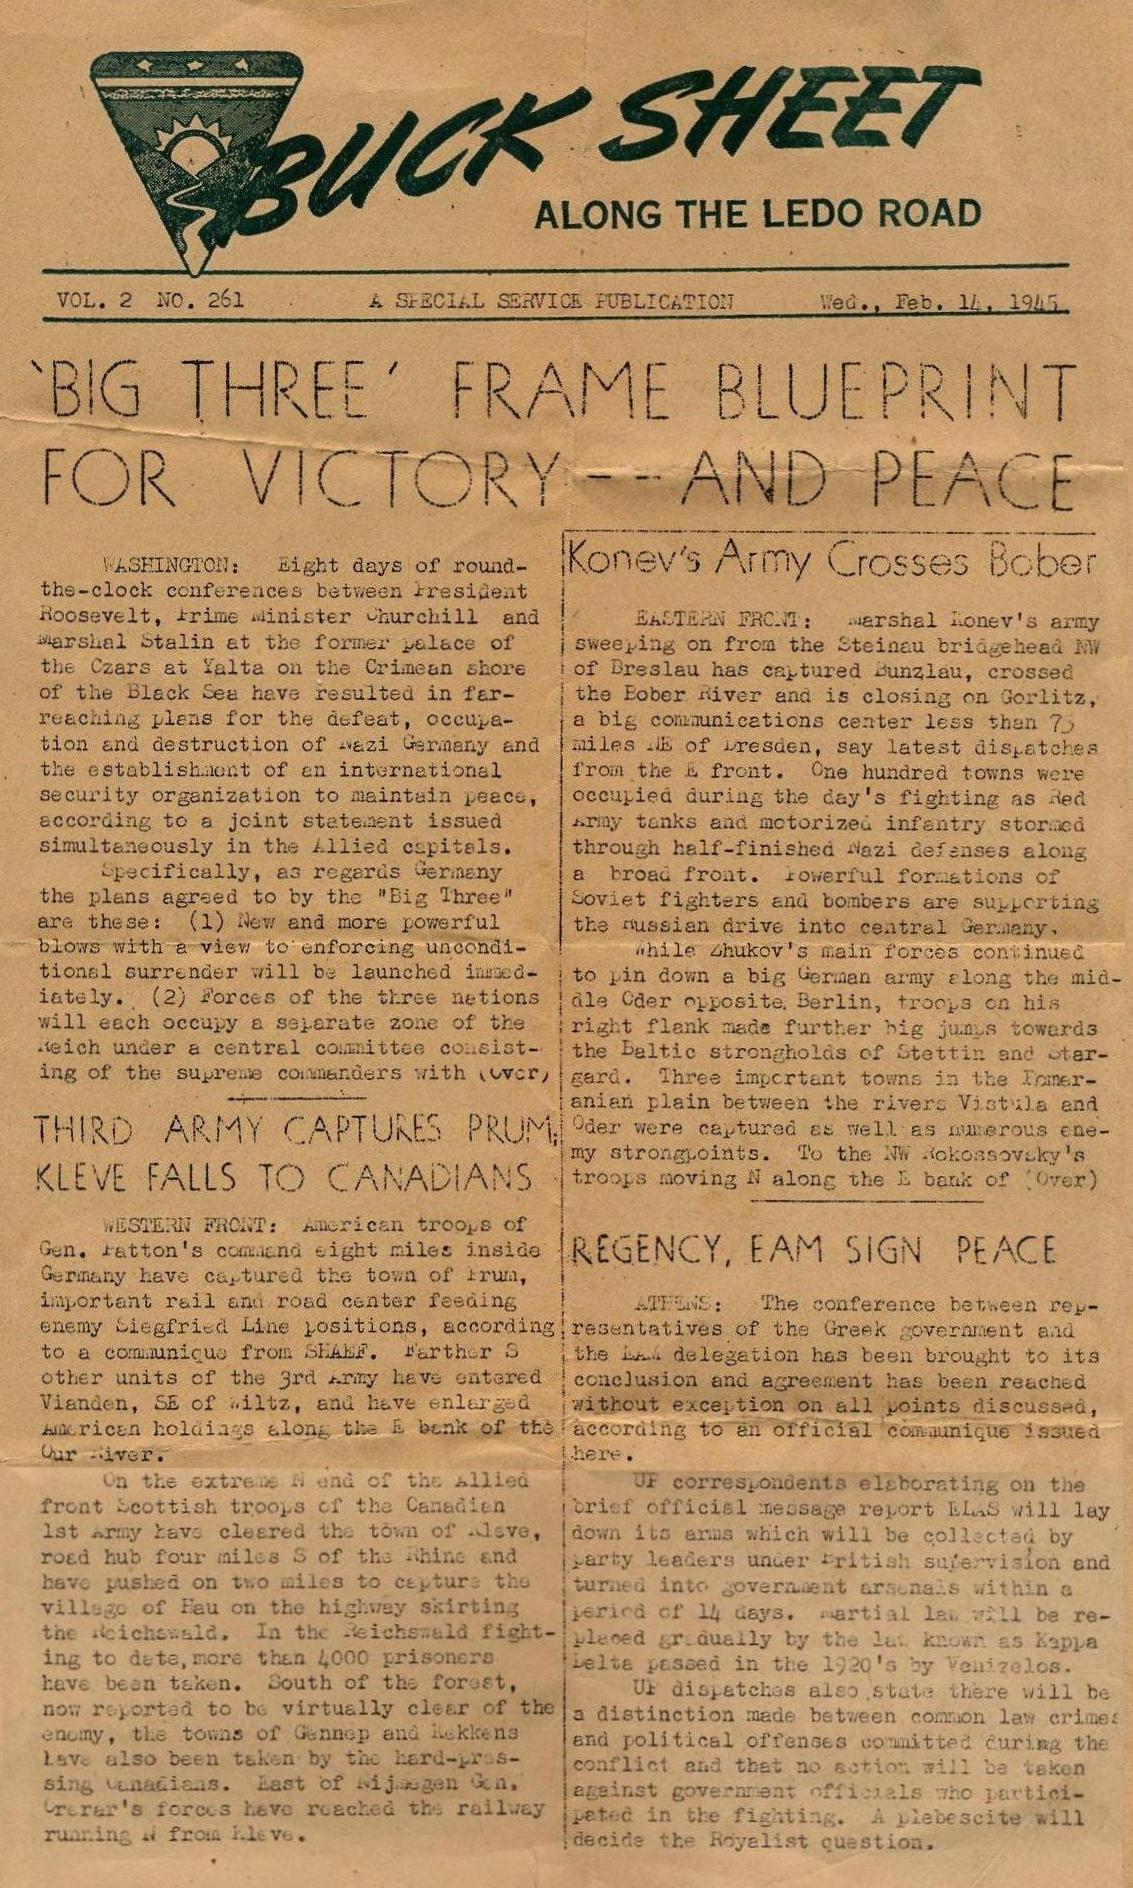 BUCK SHEET
ALONG THE LEDO ROAD
VOL. 2 NO. 261 A SPECIAL SERVICE PUBLICATION Wed., Feb. 14, 1945
'BIG THREE' FRAME BLUEPRINT
FOR VICTORY -- AND PEACE
WASHINGTON: Eight days of round-
the-clock conferences between President
Roosevelt, Prime Minister Churchill and
Marshal Stalin at the former palace of
the Czars at Yalta on the Crimean shore
of the Black Sea have resulted in far-
reaching plans for the defeat, occupa-
tion and destruction of Nazi Germany and
the establishment of an international
security organization to maintain peace,
according to a joint statement issued
simultaneously in the Allied capitals.
Specifically, as regards Germany
the plans agreed to by the "Big Three"
are these: (1) New and more powerful
blows with a view to enforcing uncondi-
tional surrender will be launched immed-
iately. (2) Forces of the three nations
will each occupy a separate zone of the
Reich under a central committee consist-
ing of the supreme commanders with (Over)
THIRD ARMY CAPTURES PRUM;
KLEVE FALLS TO CANADIANS
WESTERN FRONT: American troops of
Gen. Patton's command eight miles inside
Germany have captured the town of Prum,
important rail and road center feeding
enemy Siegfried Line positions, according
to a communique from SHAEF. Farther S
other units of the 3rd Army have entered
Vianden, SE of Wiltz, and have enlarged
American holdings along the E bank of the
Our River.
On the extreme N end of the Allied
front Scottish troops of the Canadian
1st Army have cleared the town of Kleve,
road hub four miles S of the Rhine and
have pushed on two miles to capture the
village of Hau on the highway skirting
the Reichswald. In the Reichswald fight-
ing to date, more than 4000 prisoners
have been taken. South of the forest,
now reported to be virtually clear of the
enemy, the towns of Gennep and Kekkens
have also been taken by the hard-pres-
sing Canadians. East of Nijmegen Gen.
Crerar's forces have reached the railway
running N from Kleve.
Konev's Army Crosses Bober
EASTERN FRONT: Marshal Konev's army
sweeping on from the Steinau bridgehead NW
of Breslau has captured Bunzlau, crossed
the Bober River and is closing on Gorlitz,
a big communications center less than 75
miles NE of Dresden, say latest dispatches
from the E front. One hundred towns were
occupied during the day's fighting as Red
Army tanks and motorized infantry stormed
through half-finished Nazi defenses along
a broad front. Powerful formations of
Soviet fighters and bombers are supporting
the Russian drive into central Germany.
While Zhukov's main forces continued
to pin down a big German army along the mid-
dle Oder opposite Berlin, troops on his
right flank made further big jumps towards
the Baltic strongholds of Stettin and Star-
gard. Three important towns in the Pomer-
anian plain between the rivers Vistula and
Oder were captured as well as numerous ene-
my strongpoints. To the NW Rokossovsky's
troops moving N along the E bank of (Over)
REGENCY, EAM SIGN PEACE
ATHENS: The conference between rep-
resentatives of the Greek government and
the EAM delegation has been brought to its
conclusion and agreement has been reached
without exception on all points discussed,
according to an official communique issued
here.
UP correspondents elaborating on the
brief official message report ELAS will lay
down its arms which will be collected by
party leaders under British supervision and
turned into government arsenals within a
period of 14 days. Martial law will be re-
placed gradually by the law known as Kappa
Delta passed in the 1920's by Venizelos.
UP dispatches also state there will be
a distinction made between common law crimes
and political offenses committed during the
conflict and that no action will be taken
against government officials who partici-
pated in the fighting. A plebescite will
decide the Royalist question.